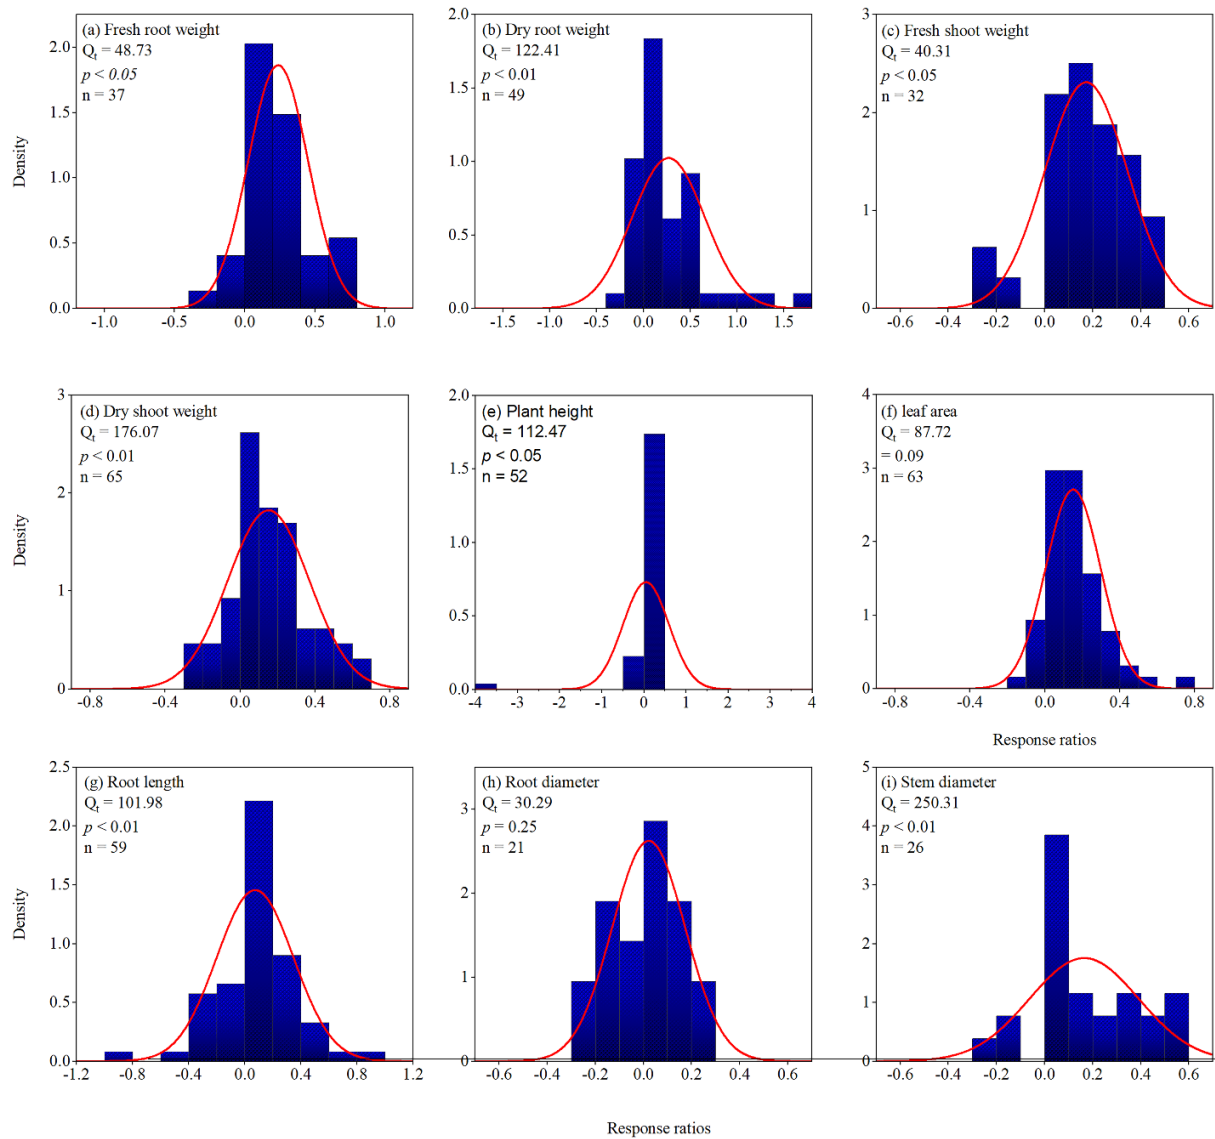 (a) Fresh root weight
Qt = 48.73
p < 0.05
n = 37
2.0
1.5
1.0
0.5
0.0
Density
-1.0 -0.5 0.0 0.5 1.0
(b) Dry root weight
Qt = 122.41
p < 0.01
n = 49
2.0
1.5
1.0
0.5
0.0
-1.5 -1.0 -0.5 0.0 0.5 1.0 1.5
(c) Fresh shoot weight
Qt = 40.31
p < 0.05
n = 32
3
2
1
0
-0.6 -0.4 -0.2 0.0 0.2 0.4 0.6
(d) Dry shoot weight
Qt = 176.07
p < 0.01
n = 65
3
2
1
0
Density
-0.8 -0.4 0.0 0.4 0.8
(e) Plant height
Qt = 112.47
p < 0.05
n = 52
2.0
1.5
1.0
0.5
0.0
-4 -3 -2 -1 0 1 2 3 4
(f) leaf area
Qt = 87.72
= 0.09
n = 63
4
3
2
1
0
-0.8 -0.4 0.0 0.4 0.8
Response ratios
(g) Root length
Qt = 101.98
p < 0.01
n = 59
2.5
2.0
1.5
1.0
0.5
0.0
Density
-1.2 -0.8 -0.4 0.0 0.4 0.8 1.2
(h) Root diameter
Qt = 30.29
p = 0.25
n = 21
3
2
1
0
-0.6 -0.4 -0.2 0.0 0.2 0.4 0.6
(i) Stem diameter
Qt = 250.31
p < 0.01
n = 26
5
4
3
2
1
0
-0.6 -0.4 -0.2 0.0 0.2 0.4 0.6
Response ratios